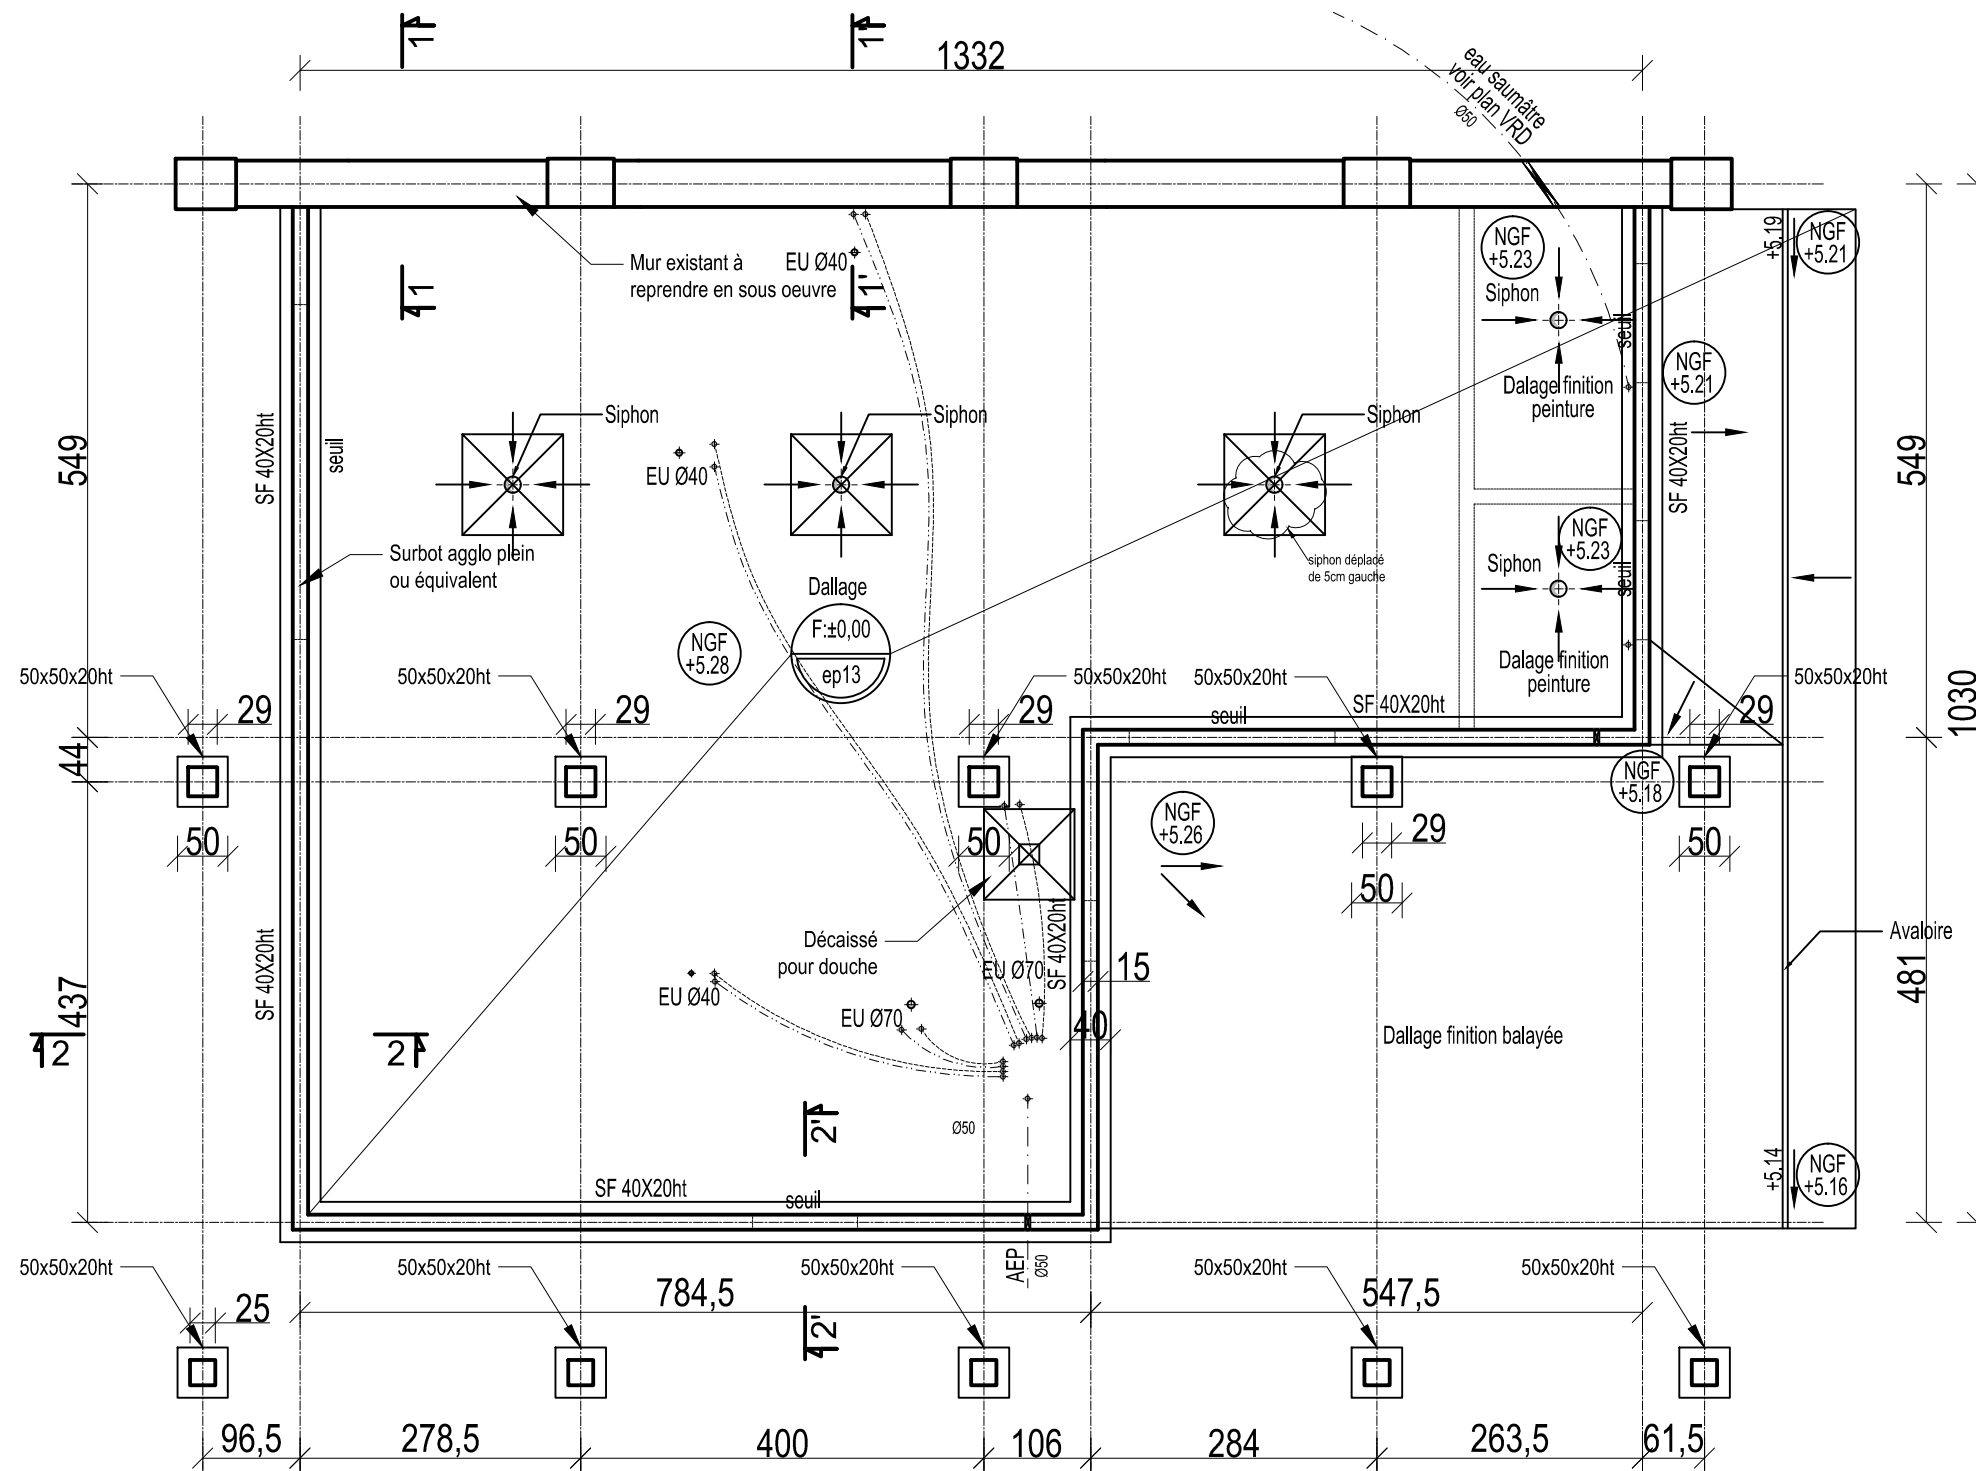 1
1'
1332
eau saumâtre
voir plan VRD
Ø50
Mur existant à
reprendre en sous oeuvre
EU Ø40
1
1'
NGF
+5.23
Siphon
seuil
Dalage finition
peinture
+5.19
NGF
+5.21
NGF
+5.21
549
SF 40X20ht
seuil
Siphon
Siphon
Siphon
EU Ø40
SF 40X20ht
549
Surbot agglo plein
ou équivalent
siphon déplacé
de 5cm gauche
NGF
+5.23
Siphon
seuil
Dalage finition
peinture
Dallage
F:±0,00
ep13
NGF
+5.28
50x50x20ht
50x50x20ht
50x50x20ht
50x50x20ht
50x50x20ht
29
29
29
29
seuil
SF 40X20ht
1030
44
NGF
+5.18
NGF
+5.26
50
50
50
29
50
50
Décaissé
pour douche
SF 40X20ht
SF 40X20ht
EU Ø70
15
Avaloire
437
481
EU Ø40
EU Ø70
40
Dallage finition balayée
2
2
2'
Ø50
+5.14
NGF
+5.16
SF 40X20ht
seuil
AEP
Ø50
50x50x20ht
50x50x20ht
50x50x20ht
50x50x20ht
50x50x20ht
784,5
547,5
25
2'
96,5
278,5
400
106
284
263,5
61,5